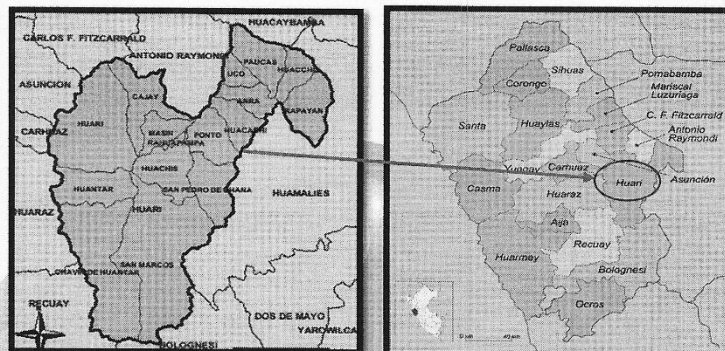 HUACAYBAMBA
CARLOS F. FITZCARRALD
ANTONIO RAYMONDI
PAUCAS
UCO
HUACCHIS
ASUNCIÓN
CAJAY
ANRA
RAPAYAN
HUARI
MASIN
PONTO
HUACACHI
RAHUAPAMPA
CARHUAZ
HUACHIS
HUANTAR
SAN PEDRO DE CHANA
HUAMALIES
HUARAZ
HUARI
SAN MARCOS
CHAVIN DE HUANTAR
RECUAY
DOS DE MAYO
YAROWILCA
BOLOGNESI
Pallasca
Sihuas
Corongo
Pomabamba
Mariscal
Luzuriaga
Santa
Huaylas
C. F. Fitzcarrald
Antonio
Raymondi
Yungay
Carhuaz
Asunción
Casma
Huaraz
Huari
Aija
Recuay
Huarmey
Bolognesi
Ocros